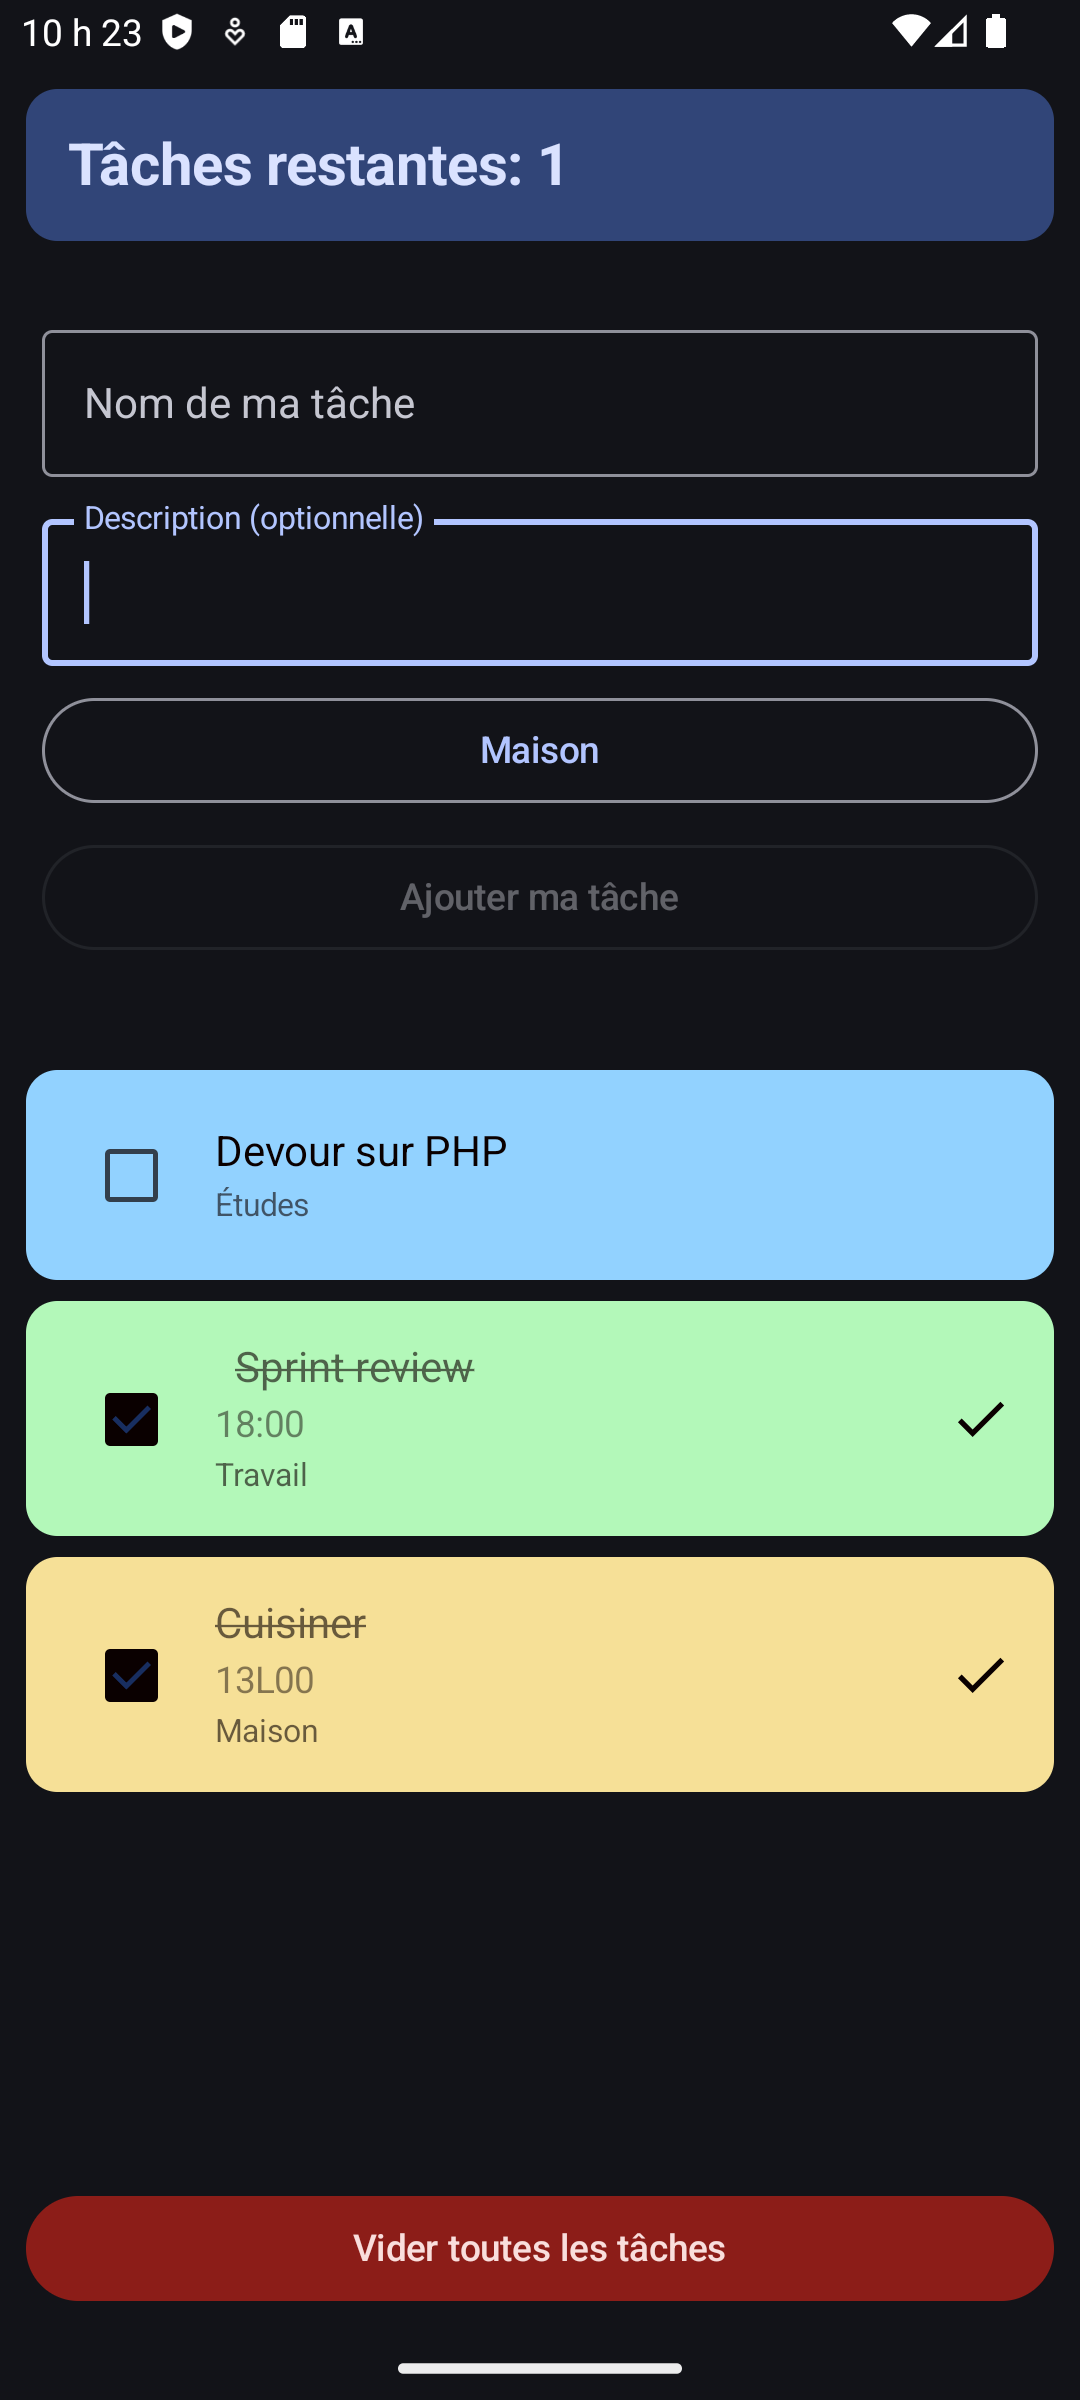 10 h 23
Tâches restantes: 1
Nom de ma tâche
Description (optionnelle)
Maison
Ajouter ma tâche
Devour sur PHP
Études
Sprint review
18:00
Travail
Cuisiner
13L00
Maison
Vider toutes les tâches